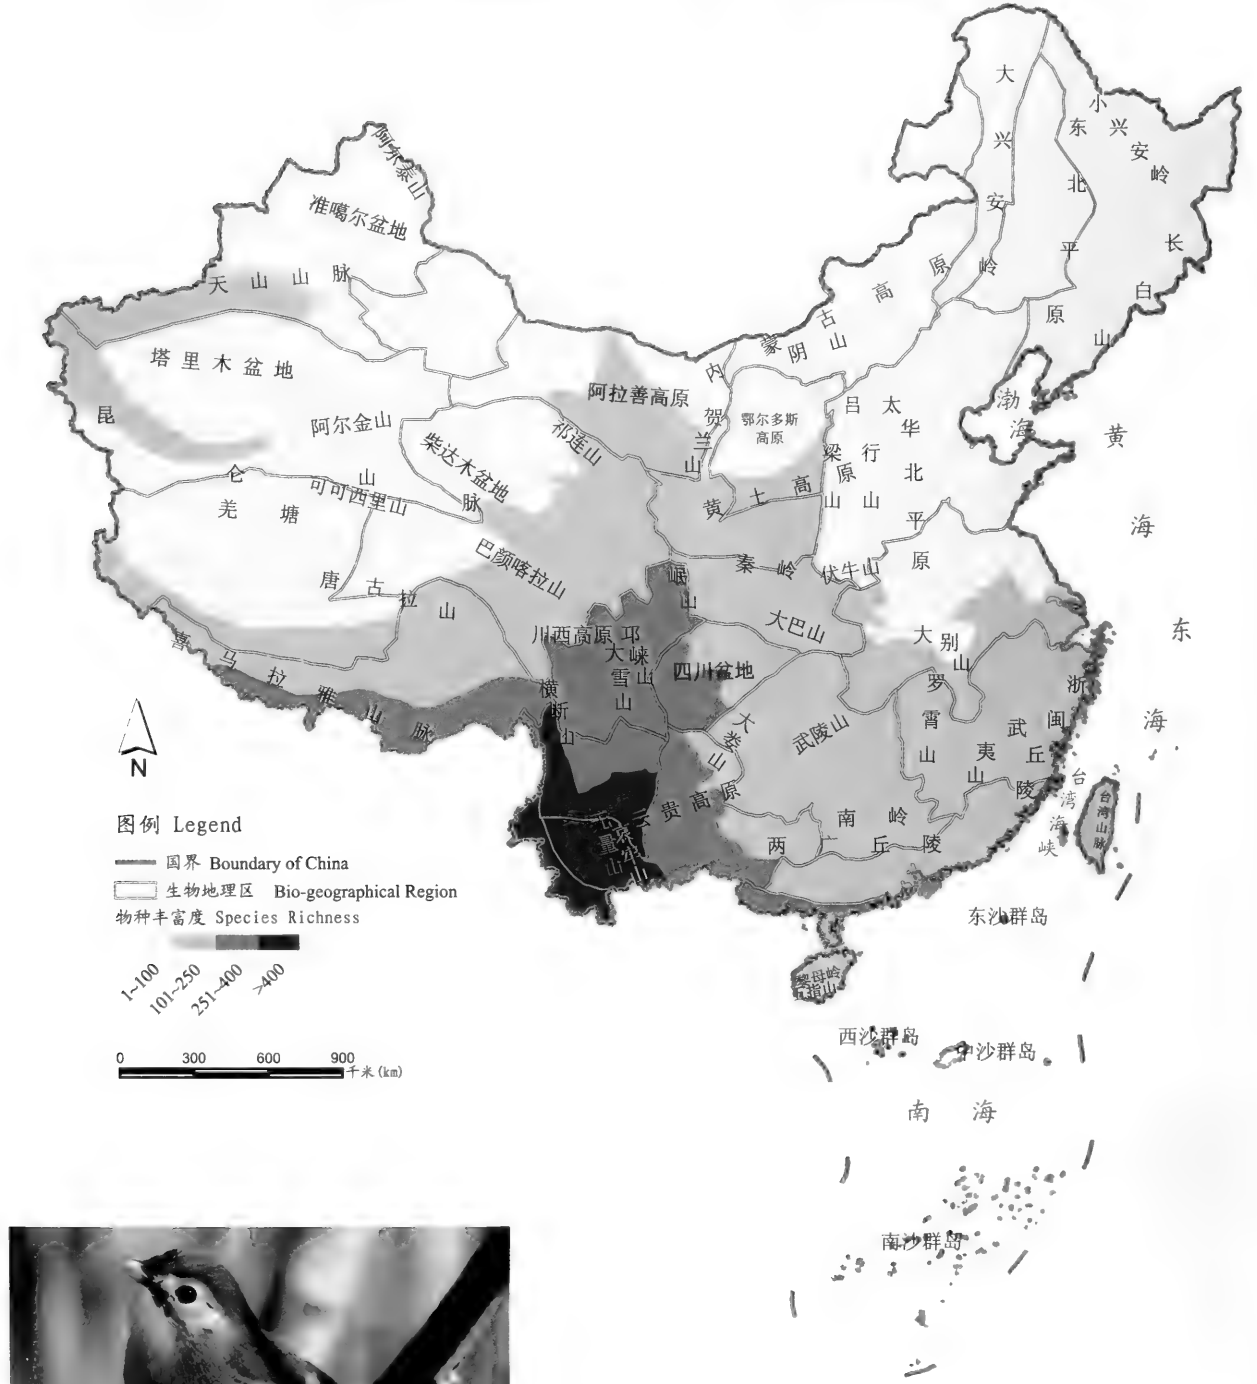 大
兴
安
岭
小
兴
安
岭
东
北
平
原
长
白
山
阿尔泰山
准噶尔盆地
天山山脉
塔里木盆地
昆
仑
山
脉
阿尔金山
柴达木盆地
祁连山
阿拉善高原
内
蒙
古
高
原
阴
山
贺
兰
山
鄂尔多斯
高原
吕
梁
山
太
行
山
华
北
平
原
渤
海
黄
海
黄
土
高
原
羌塘
可可西里山
巴颜喀拉山
唐
古
拉
山
秦
岭
伏牛山
岷
山
大巴山
大
别
山
东
海
喜
马
拉
雅
山
脉
川西高原
邛
崃
山
大
雪
山
四川盆地
横
断
山
大
娄
山
武陵山
罗
霄
山
武
夷
山
浙
闽
丘
陵
云
贵
高
原
无
量
山
哀
牢
山
南
岭
两
广
丘
陵
台
湾
海
峡
台
湾
山
脉
N
图例 Legend
国界 Boundary of China
生物地理区 Bio-geographical Region
物种丰富度 Species Richness
1~100
101~250
251~400
>400
0 300 600 900
千米(km)
东沙群岛
黎母岭
五指山
西沙群岛
中沙群岛
南海
南沙群岛